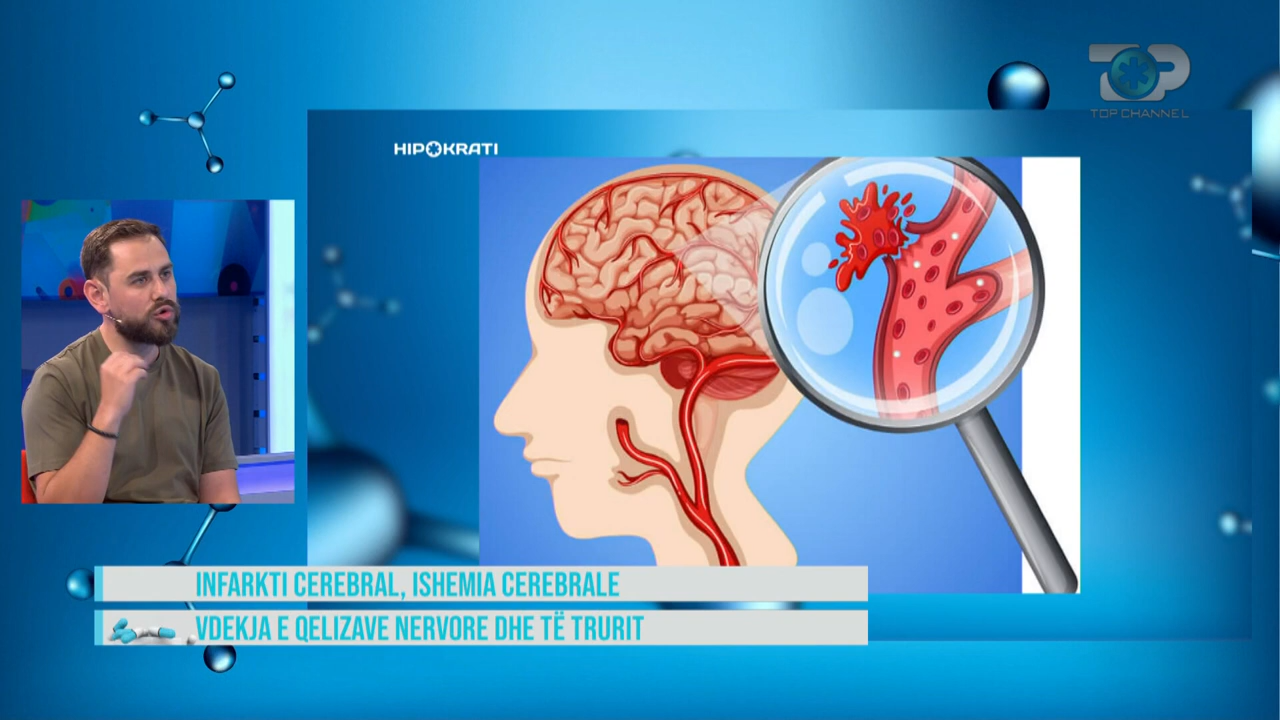 TOP CHANNEL
HIPOKRATI
INFARKTI CEREBRAL, ISHEMIA CEREBRALE
VDEKJA E QELIZAVE NERVORE DHE TË TRURIT